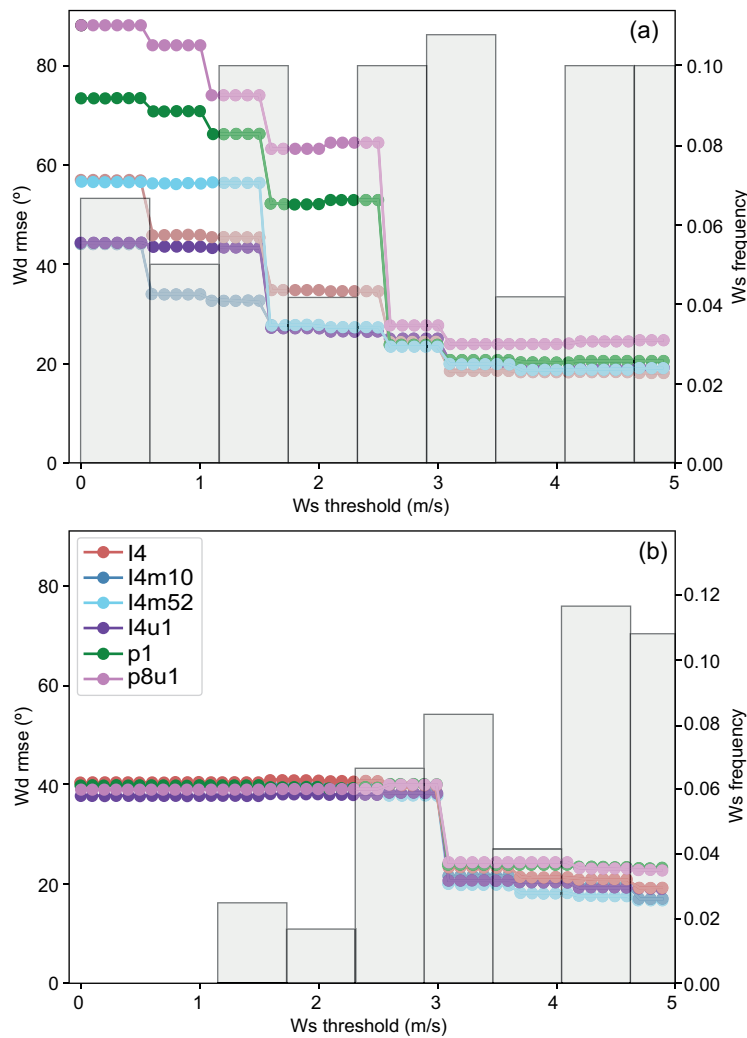 (a)
80
60
40
20
0
Wd rmse (º)
0.10
0.08
0.06
0.04
0.02
0.00
Ws frequency
0 1 2 3 4 5
Ws threshold (m/s)
(b)
l4
l4m10
l4m52
l4u1
p1
p8u1
80
60
40
20
0
Wd rmse (º)
0.12
0.10
0.08
0.06
0.04
0.02
0.00
Ws frequency
0 1 2 3 4 5
Ws threshold (m/s)